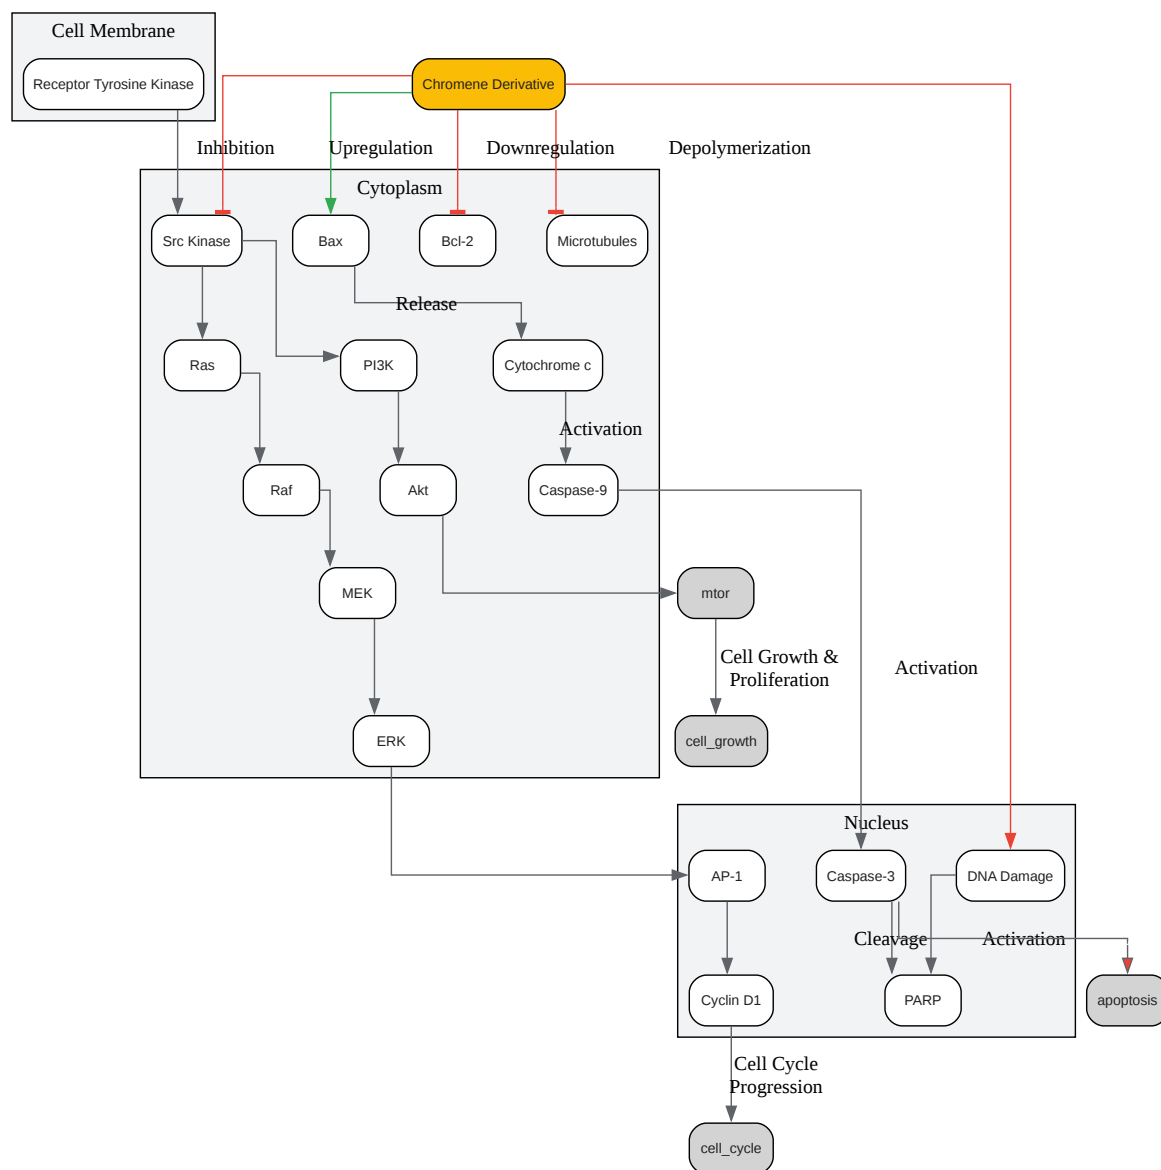 Cell Membrane
Receptor Tyrosine Kinase
Chromene Derivative
Inhibition
Upregulation
Downregulation
Depolymerization
Cytoplasm
Src Kinase
Bax
Bcl-2
Microtubules
Release
Ras
PI3K
Cytochrome c
Activation
Raf
Akt
Caspase-9
MEK
mtor
Cell Growth &
Proliferation
Activation
ERK
cell_growth
Nucleus
AP-1
Caspase-3
DNA Damage
Cleavage
Activation
Cyclin D1
PARP
apoptosis
Cell Cycle
Progression
cell_cycle